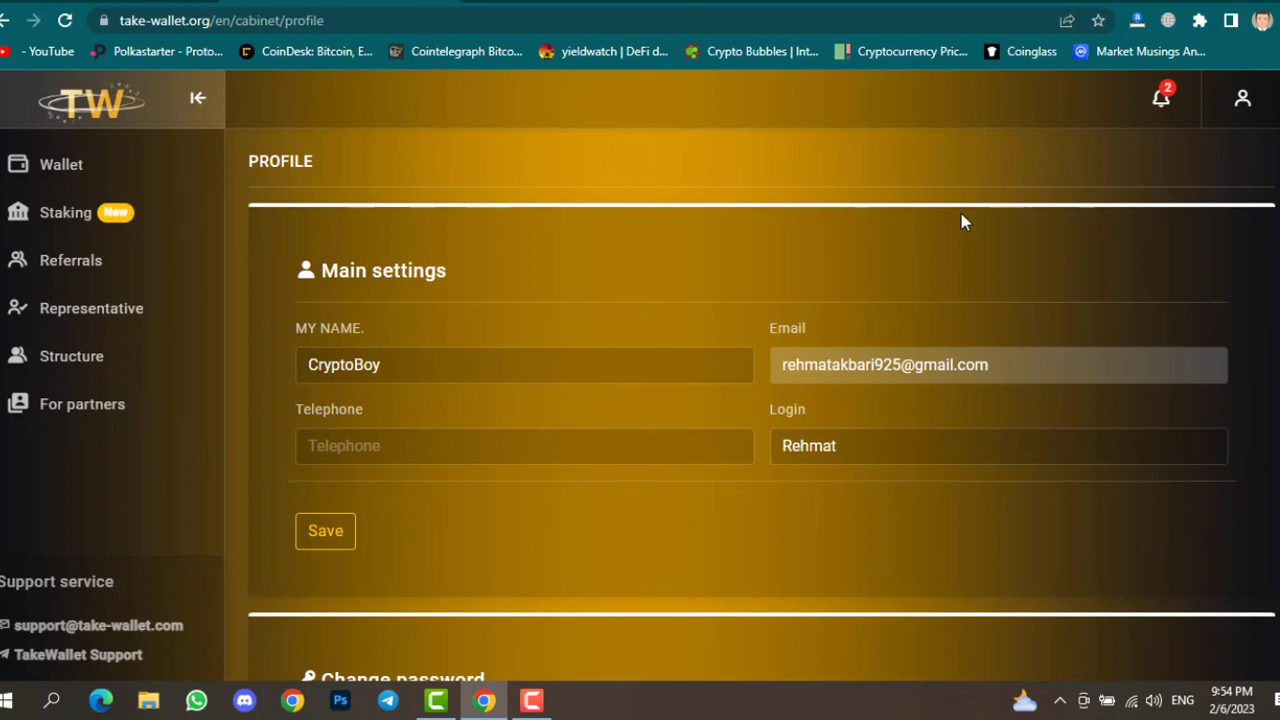 take-wallet.org/en/cabinet/profile
- YouTube
Polkastarter - Proto...
CoinDesk: Bitcoin, E...
Cointelegraph Bitco...
yieldwatch | DeFi d...
Crypto Bubbles | Int...
Cryptocurrency Pric...
Coinglass
Market Musings An...
TW
2
Wallet
Staking New
Referrals
Representative
Structure
For partners
Support service
support@take-wallet.com
TakeWallet Support
PROFILE
Main settings
MY NAME.
Email
CryptoBoy
rehmatakbari925@gmail.com
Telephone
Login
Telephone
Rehmat
Save
Change password
Ps
C
C
ENG
9:54 PM
2/6/2023